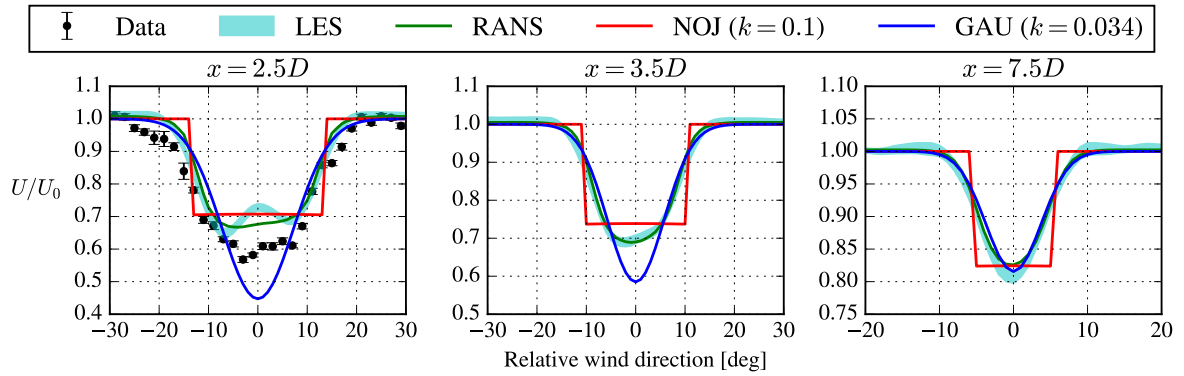 Data LES RANS NOJ (k = 0.1) GAU (k = 0.034)
x = 2.5D x = 3.5D x = 7.5D
1.1 1.1 1.10
1.0 1.0 1.05
0.9 0.9 1.00
0.8 0.8 0.95
U/U₀
0.7 0.7 0.90
0.6 0.6 0.85
0.5 0.5 0.80
0.4 0.75
−30 −20 −10 0 10 20 30 −30 −20 −10 0 10 20 30 −20 −10 0 10 20
Relative wind direction [deg]